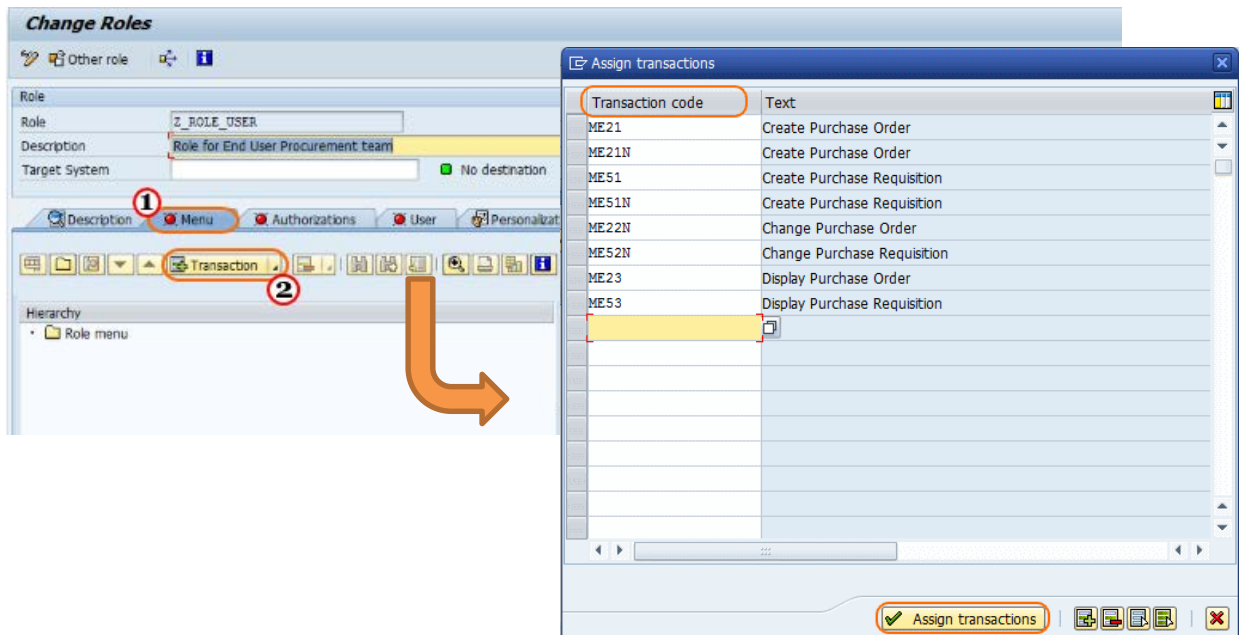 Change Roles
Other role
Role
Role Z_ROLE_USER
Description Role for End User Procurement team
Target System No destination
1
Description Menu Authorizations User Personalizat
Transaction
2
Hierarchy
Role menu
Assign transactions
Transaction code Text
ME21 Create Purchase Order
ME21N Create Purchase Order
ME51 Create Purchase Requisition
ME51N Create Purchase Requisition
ME22N Change Purchase Order
ME52N Change Purchase Requisition
ME23 Display Purchase Order
ME53 Display Purchase Requisition
Assign transactions